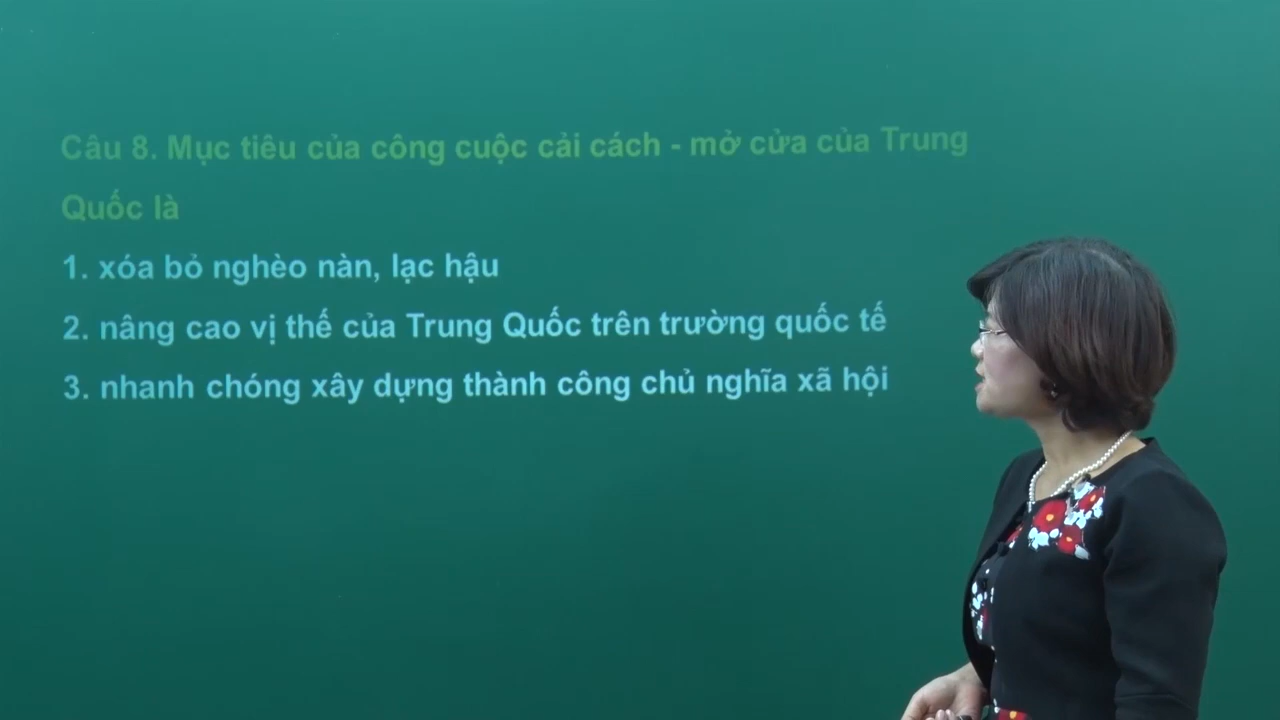 Câu 8. Mục tiêu của công cuộc cải cách - mở cửa của Trung
Quốc là
1. xóa bỏ nghèo nàn, lạc hậu
2. nâng cao vị thế của Trung Quốc trên trường quốc tế
3. nhanh chóng xây dựng thành công chủ nghĩa xã hội